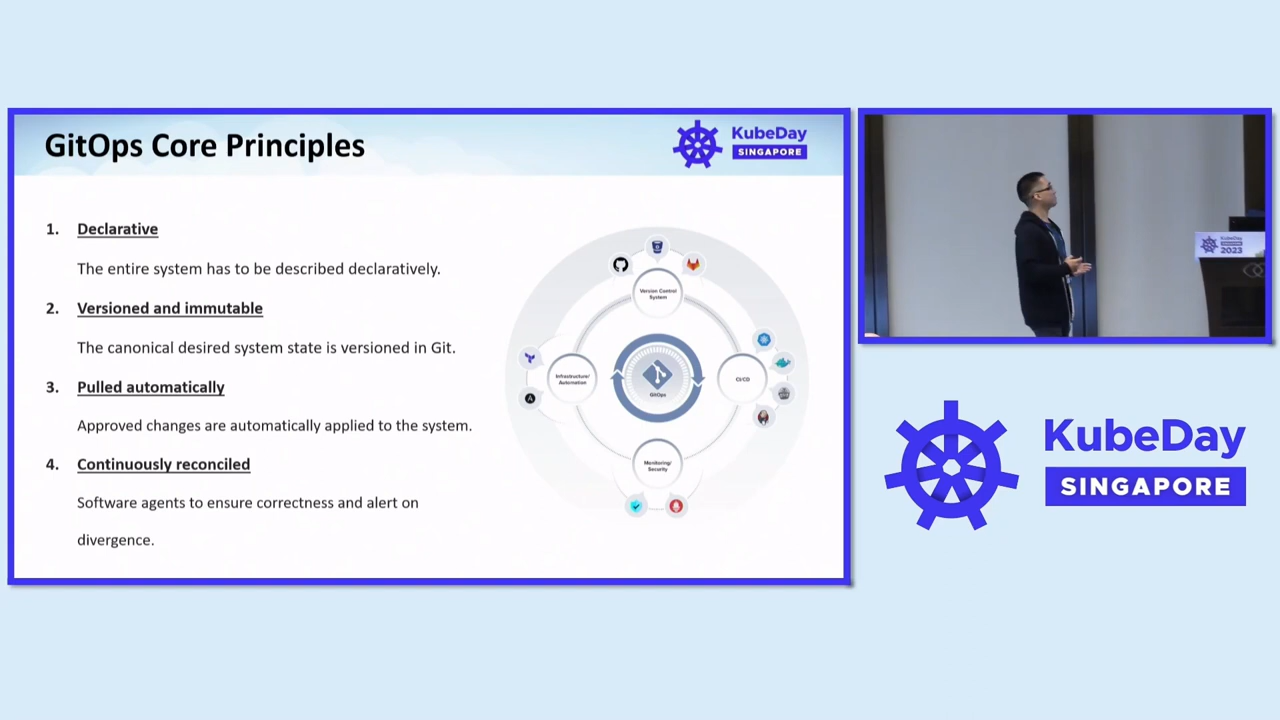 GitOps Core Principles
KubeDay
SINGAPORE
1. Declarative
The entire system has to be described declaratively.
2. Versioned and immutable
The canonical desired system state is versioned in Git.
3. Pulled automatically
Approved changes are automatically applied to the system.
4. Continuously reconciled
Software agents to ensure correctness and alert on
divergence.
Version Control
System
Infrastructure/
Automation
GitOps
CI/CD
Monitoring/
Security
KubeDay
SINGAPORE
2023
KubeDay
SINGAPORE